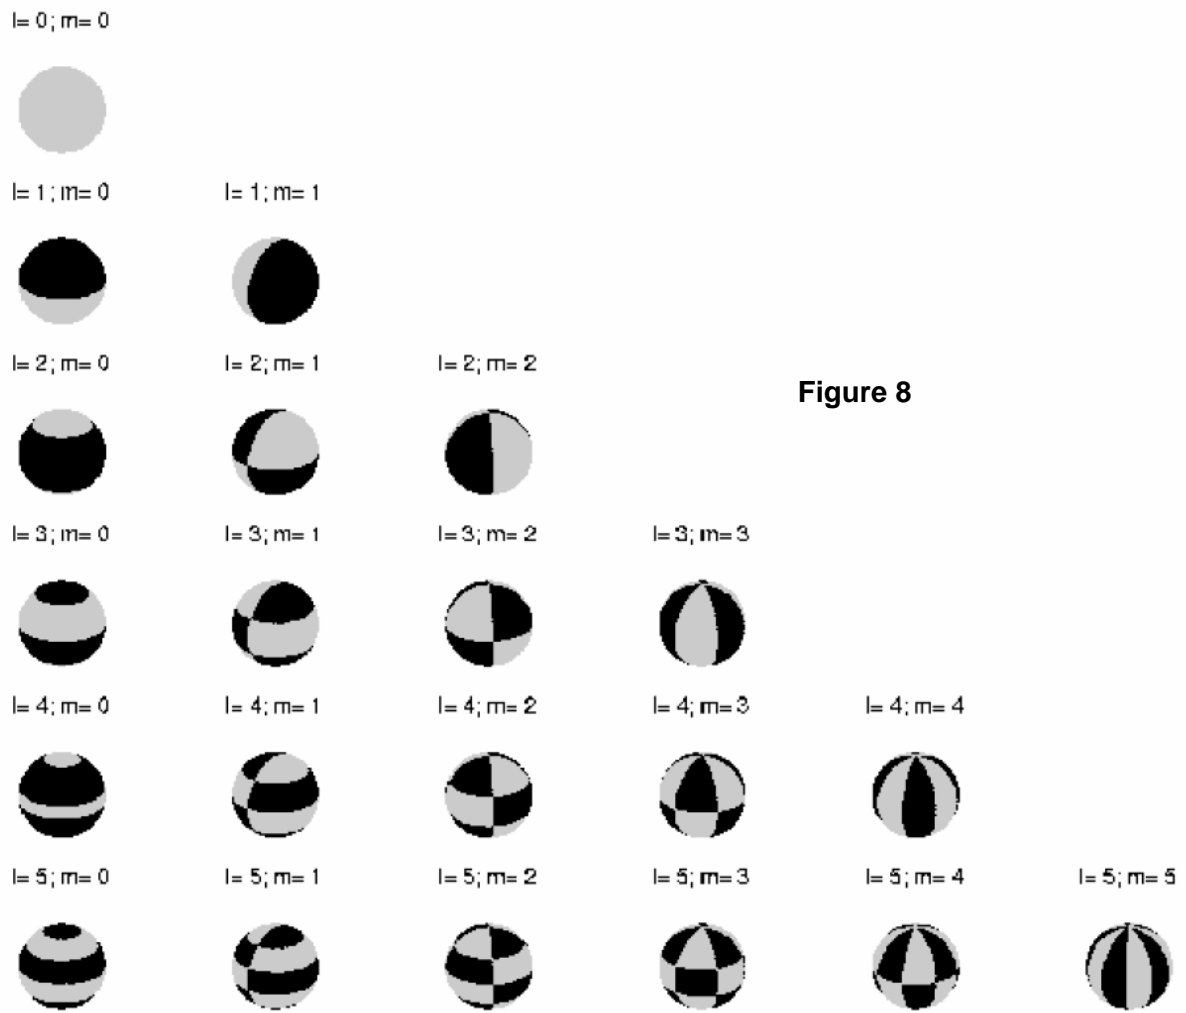 l= 0; m= 0
l= 1; m= 0
l= 1; m= 1
l= 2; m= 0
l= 2; m= 1
l= 2; m= 2
Figure 8
l= 3; m= 0
l= 3; m= 1
l= 3; m= 2
l= 3; m= 3
l= 4; m= 0
l= 4; m= 1
l= 4; m= 2
l= 4; m= 3
l= 4; m= 4
l= 5; m= 0
l= 5; m= 1
l= 5; m= 2
l= 5; m= 3
l= 5; m= 4
l= 5; m= 5